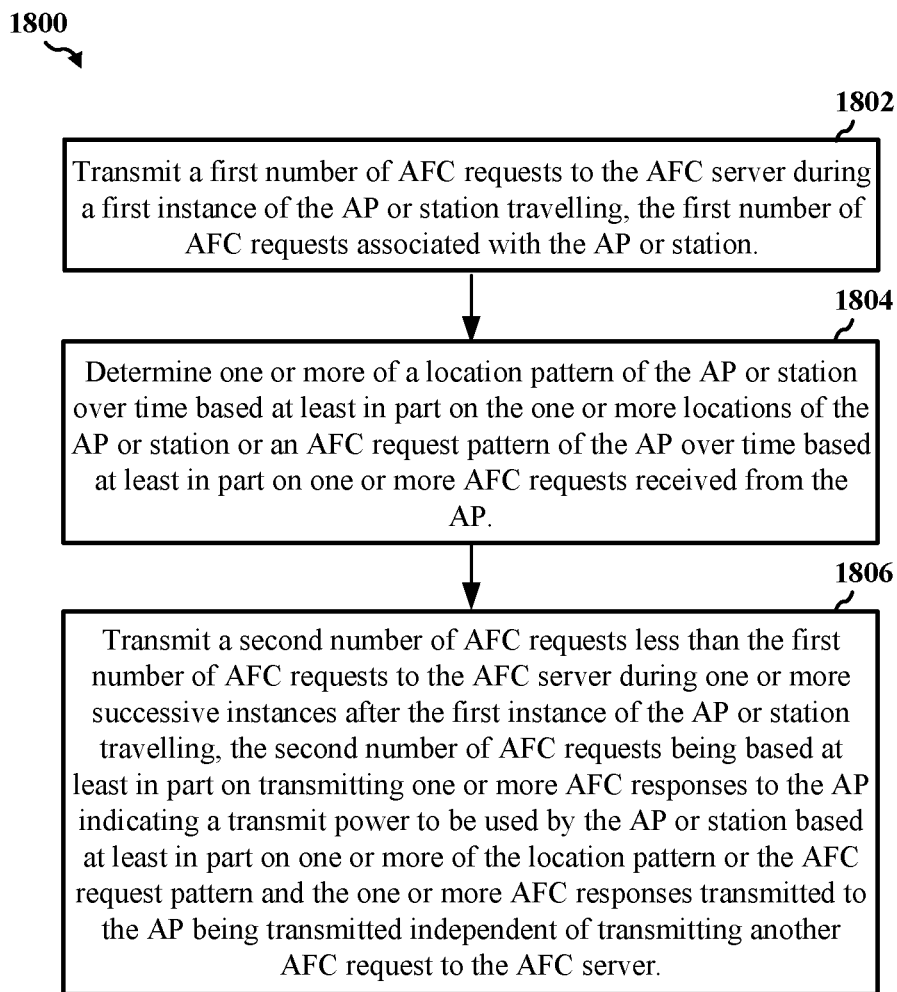 1800
1802
Transmit a first number of AFC requests to the AFC server during
a first instance of the AP or station travelling, the first number of
AFC requests associated with the AP or station.
1804
Determine one or more of a location pattern of the AP or station
over time based at least in part on the one or more locations of the
AP or station or an AFC request pattern of the AP over time based
at least in part on one or more AFC requests received from the
AP.
1806
Transmit a second number of AFC requests less than the first
number of AFC requests to the AFC server during one or more
successive instances after the first instance of the AP or station
travelling, the second number of AFC requests being based at
least in part on transmitting one or more AFC responses to the AP
indicating a transmit power to be used by the AP or station based
at least in part on one or more of the location pattern or the AFC
request pattern and the one or more AFC responses transmitted to
the AP being transmitted independent of transmitting another
AFC request to the AFC server.